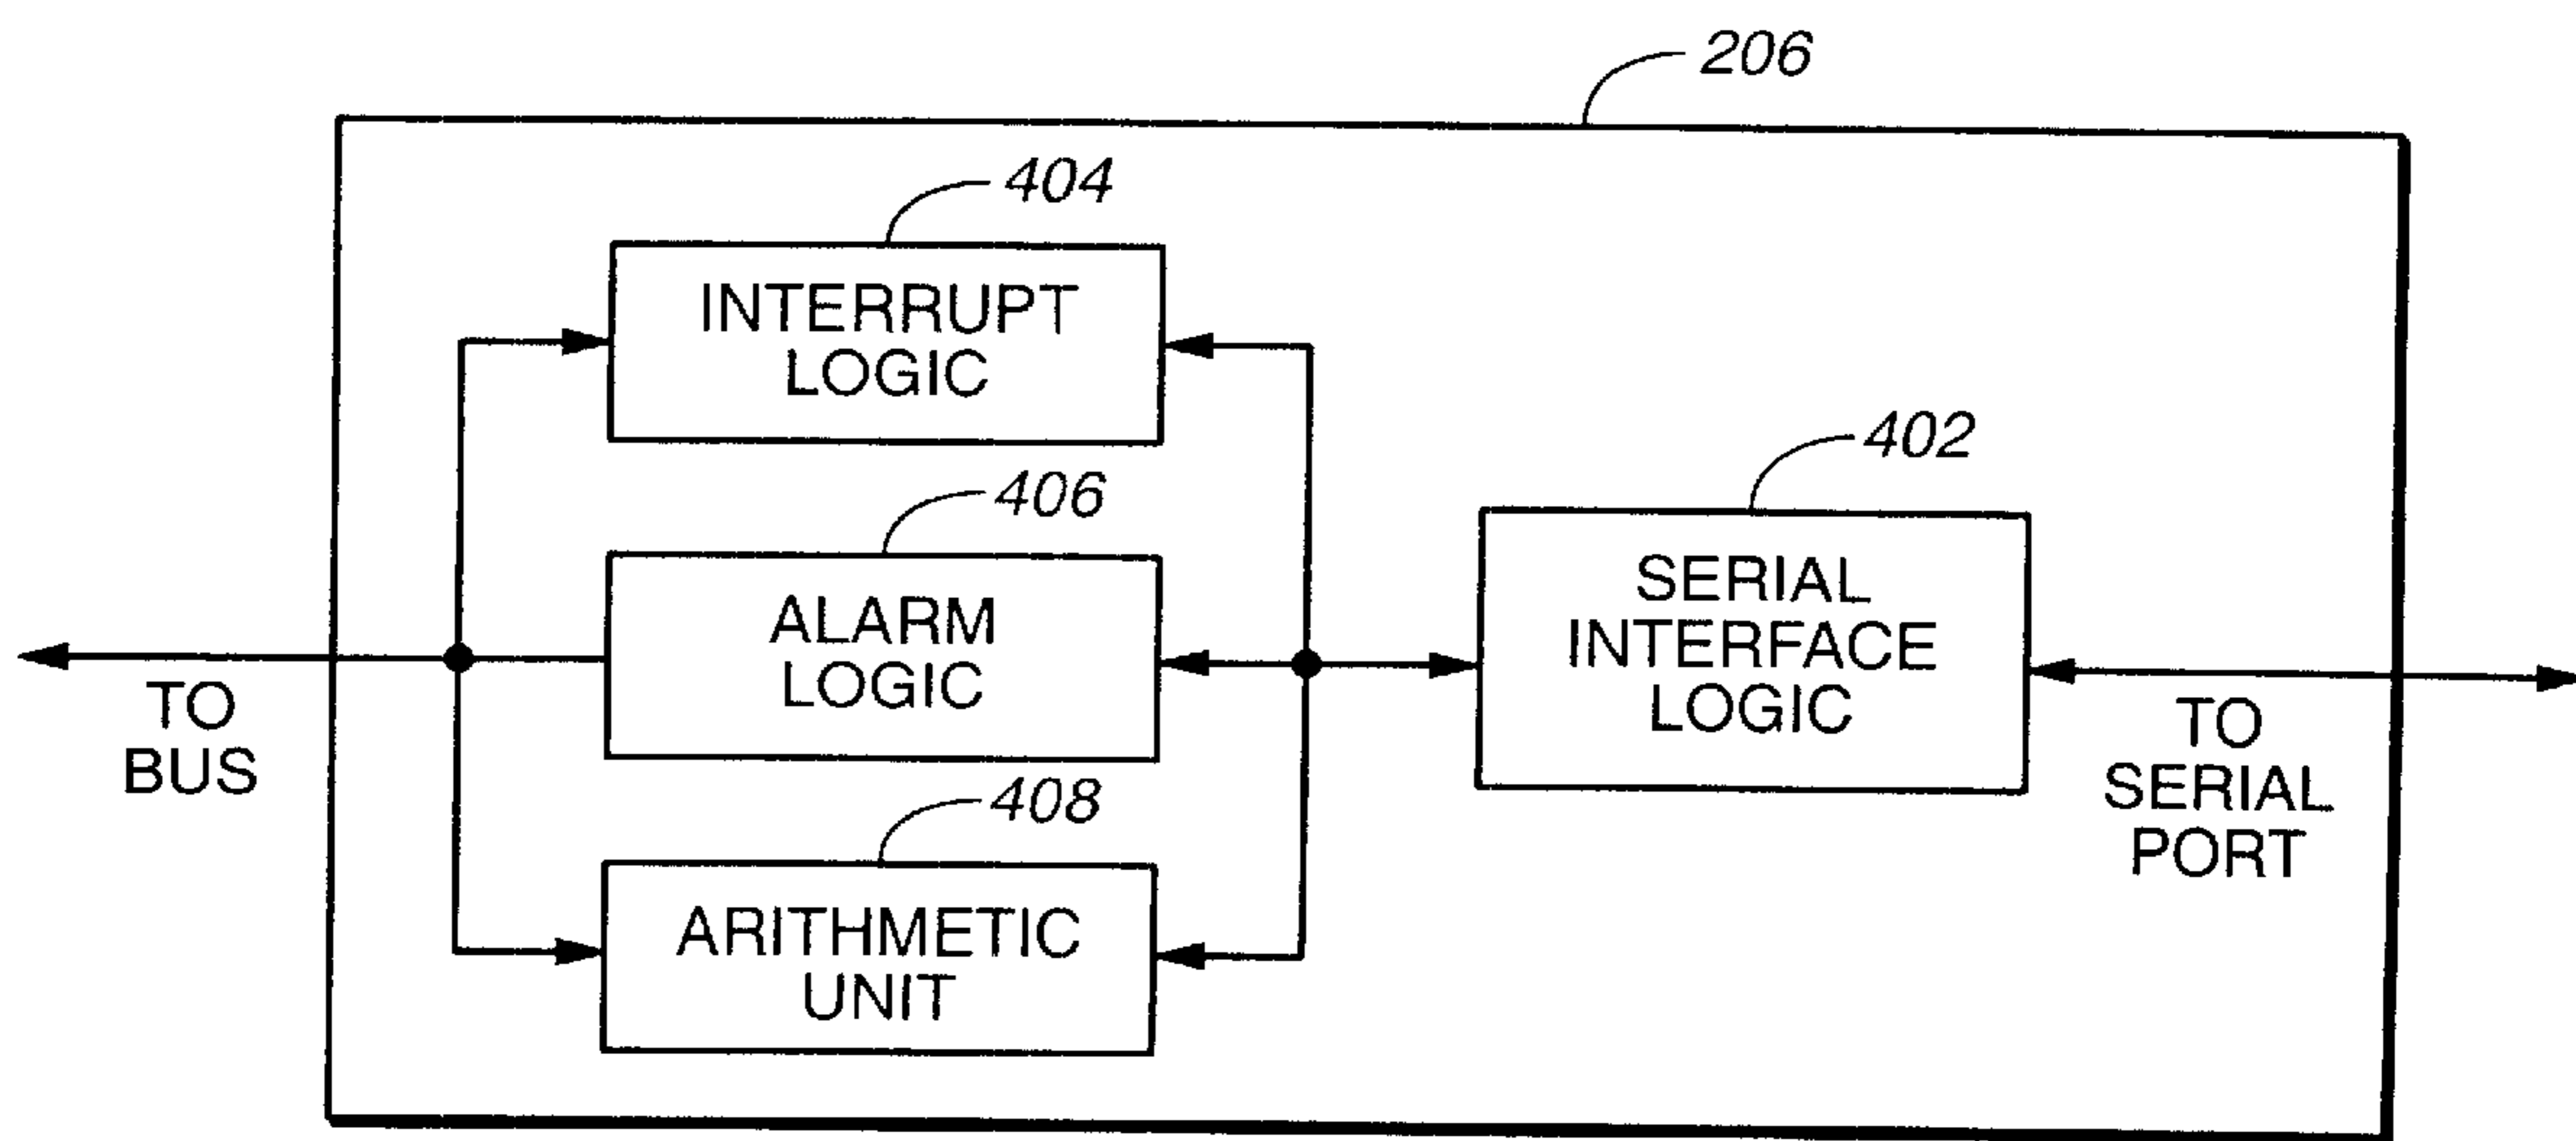 206
404
INTERRUPT
LOGIC
402
406
SERIAL
INTERFACE
LOGIC
ALARM
LOGIC
TO
BUS
TO
SERIAL
PORT
408
ARITHMETIC
UNIT